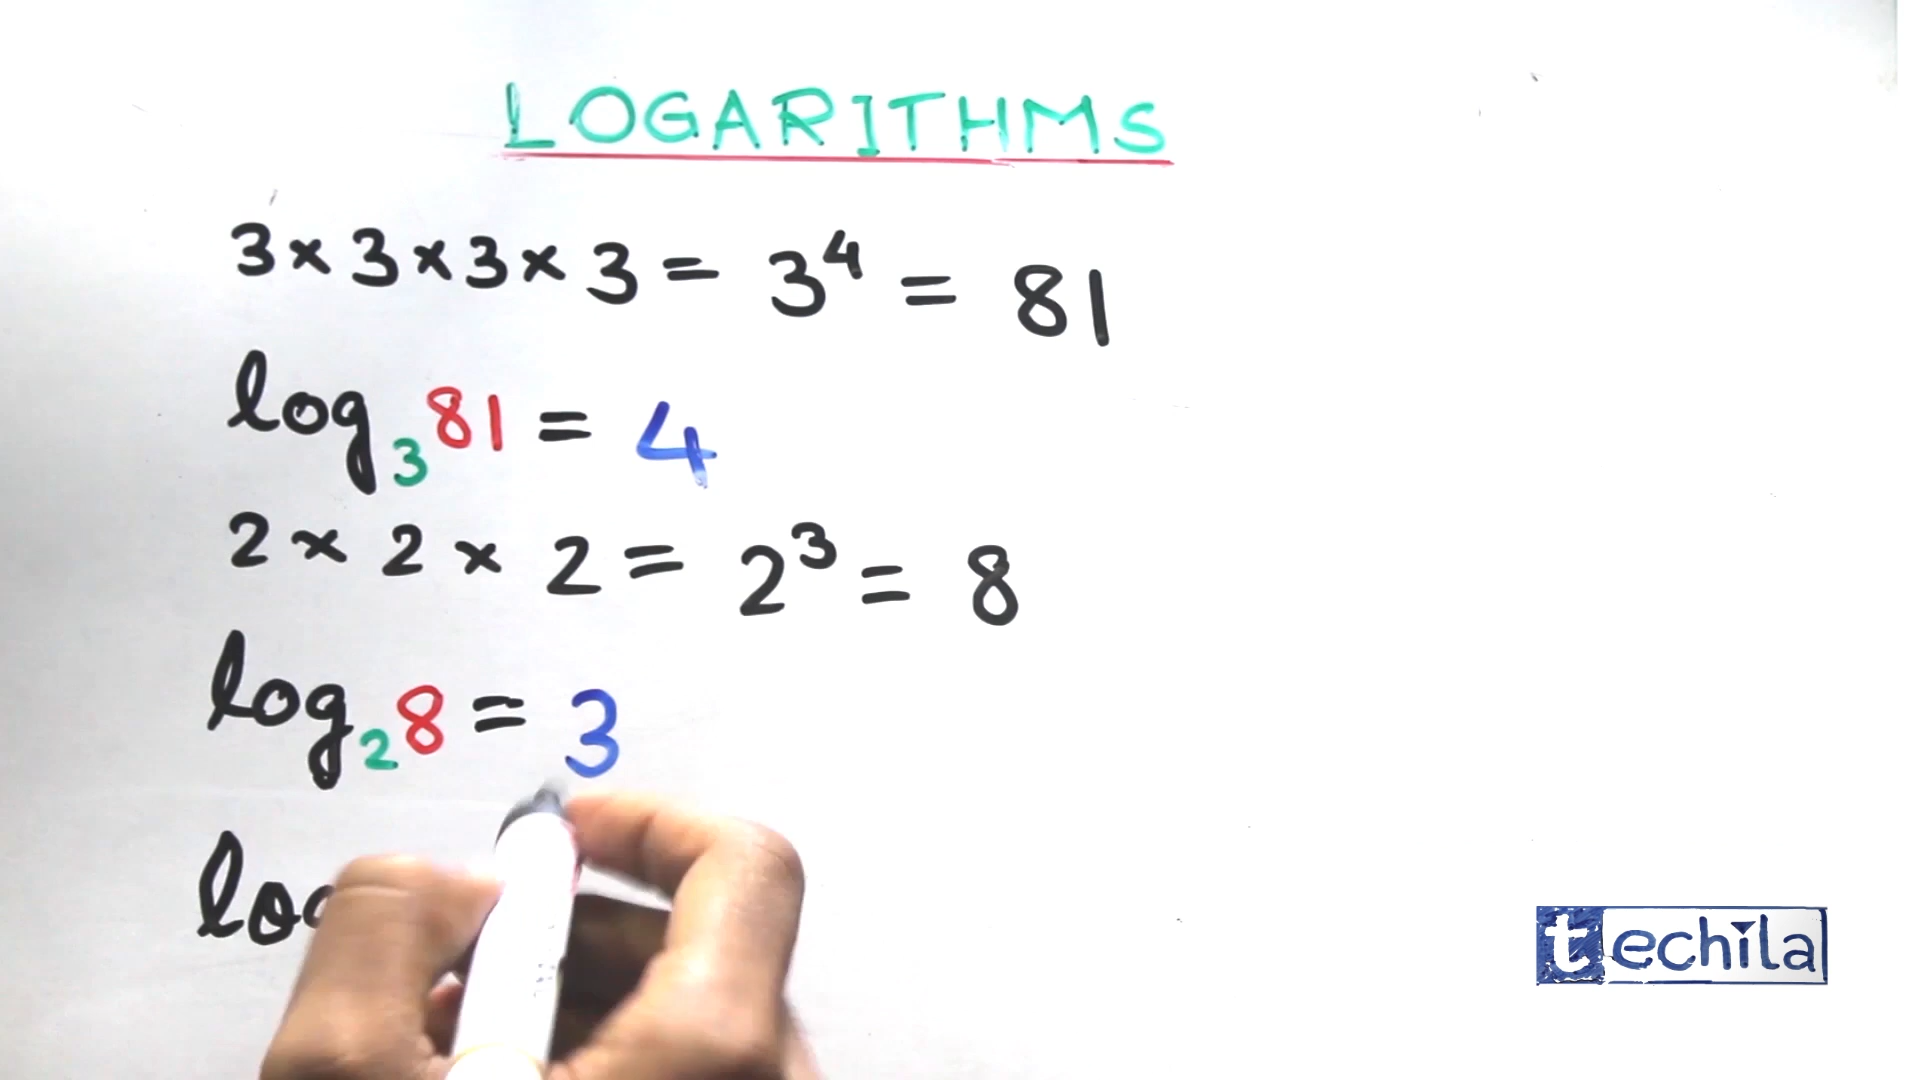 LOGARITHMS
3 × 3 × 3 × 3 = 3⁴ = 81
log₃81 = 4
2 × 2 × 2 = 2³ = 8
log₂8 = 3
techila